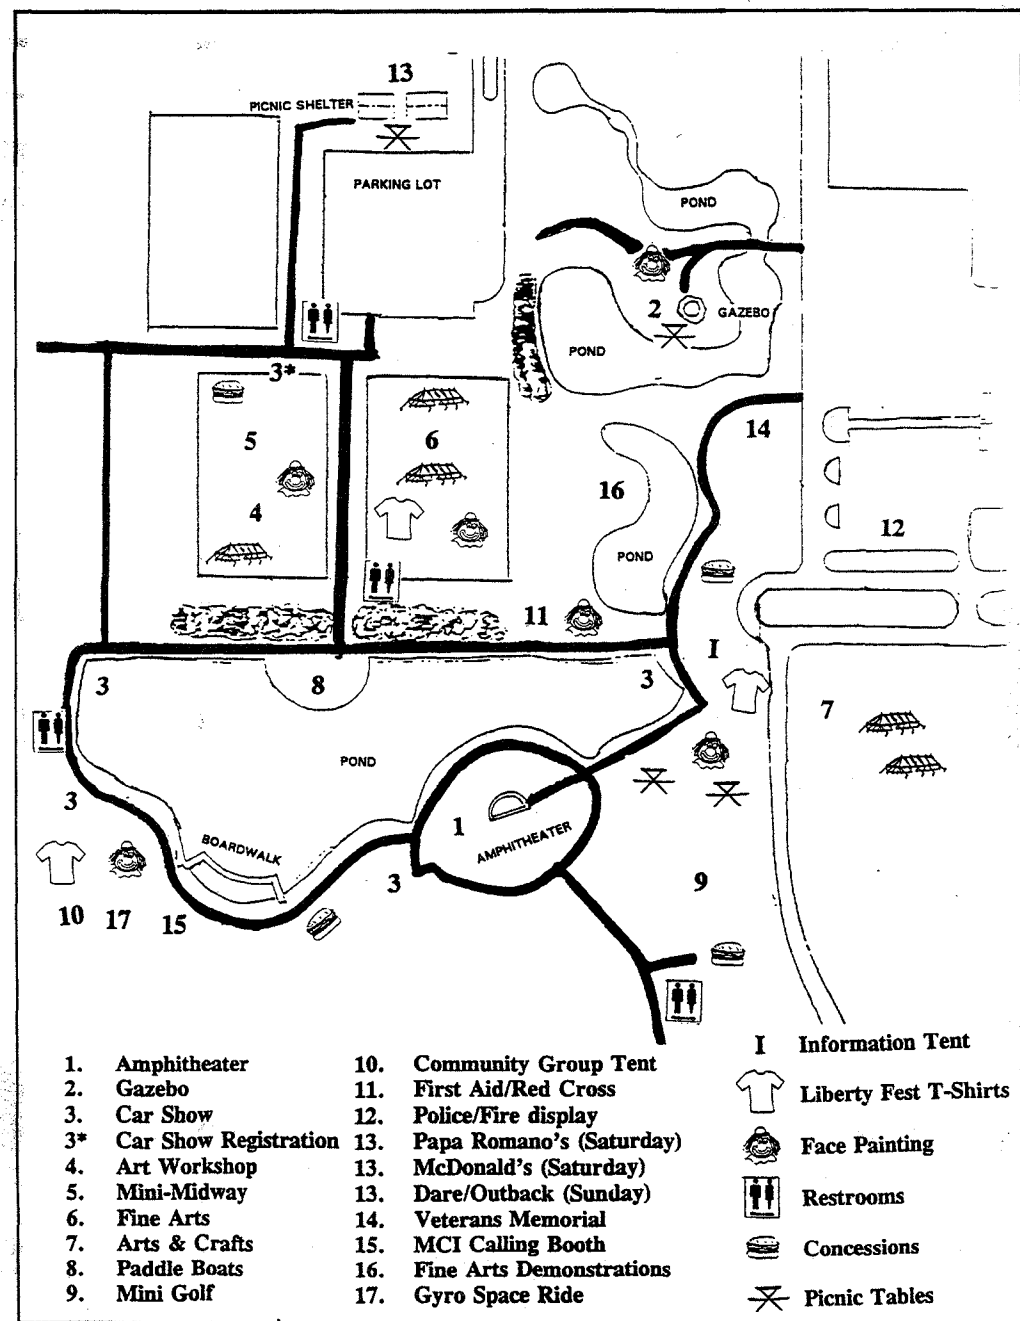 13
PICNIC SHELTER
PARKING LOT
POND
2
GAZEBO
POND
3*
14
5
6
16
4
12
POND
11
I
3
8
3
7
POND
3
1
AMPHITHEATER
BOARDWALK
3
9
10
17
15
1. Amphitheater
2. Gazebo
3. Car Show
3* Car Show Registration
4. Art Workshop
5. Mini-Midway
6. Fine Arts
7. Arts & Crafts
8. Paddle Boats
9. Mini Golf
10. Community Group Tent
11. First Aid/Red Cross
12. Police/Fire display
13. Papa Romano's (Saturday)
13. McDonald's (Saturday)
13. Dare/Outback (Sunday)
14. Veterans Memorial
15. MCI Calling Booth
16. Fine Arts Demonstrations
17. Gyro Space Ride
I Information Tent
Liberty Fest T-Shirts
Face Painting
Restrooms
Concessions
Picnic Tables